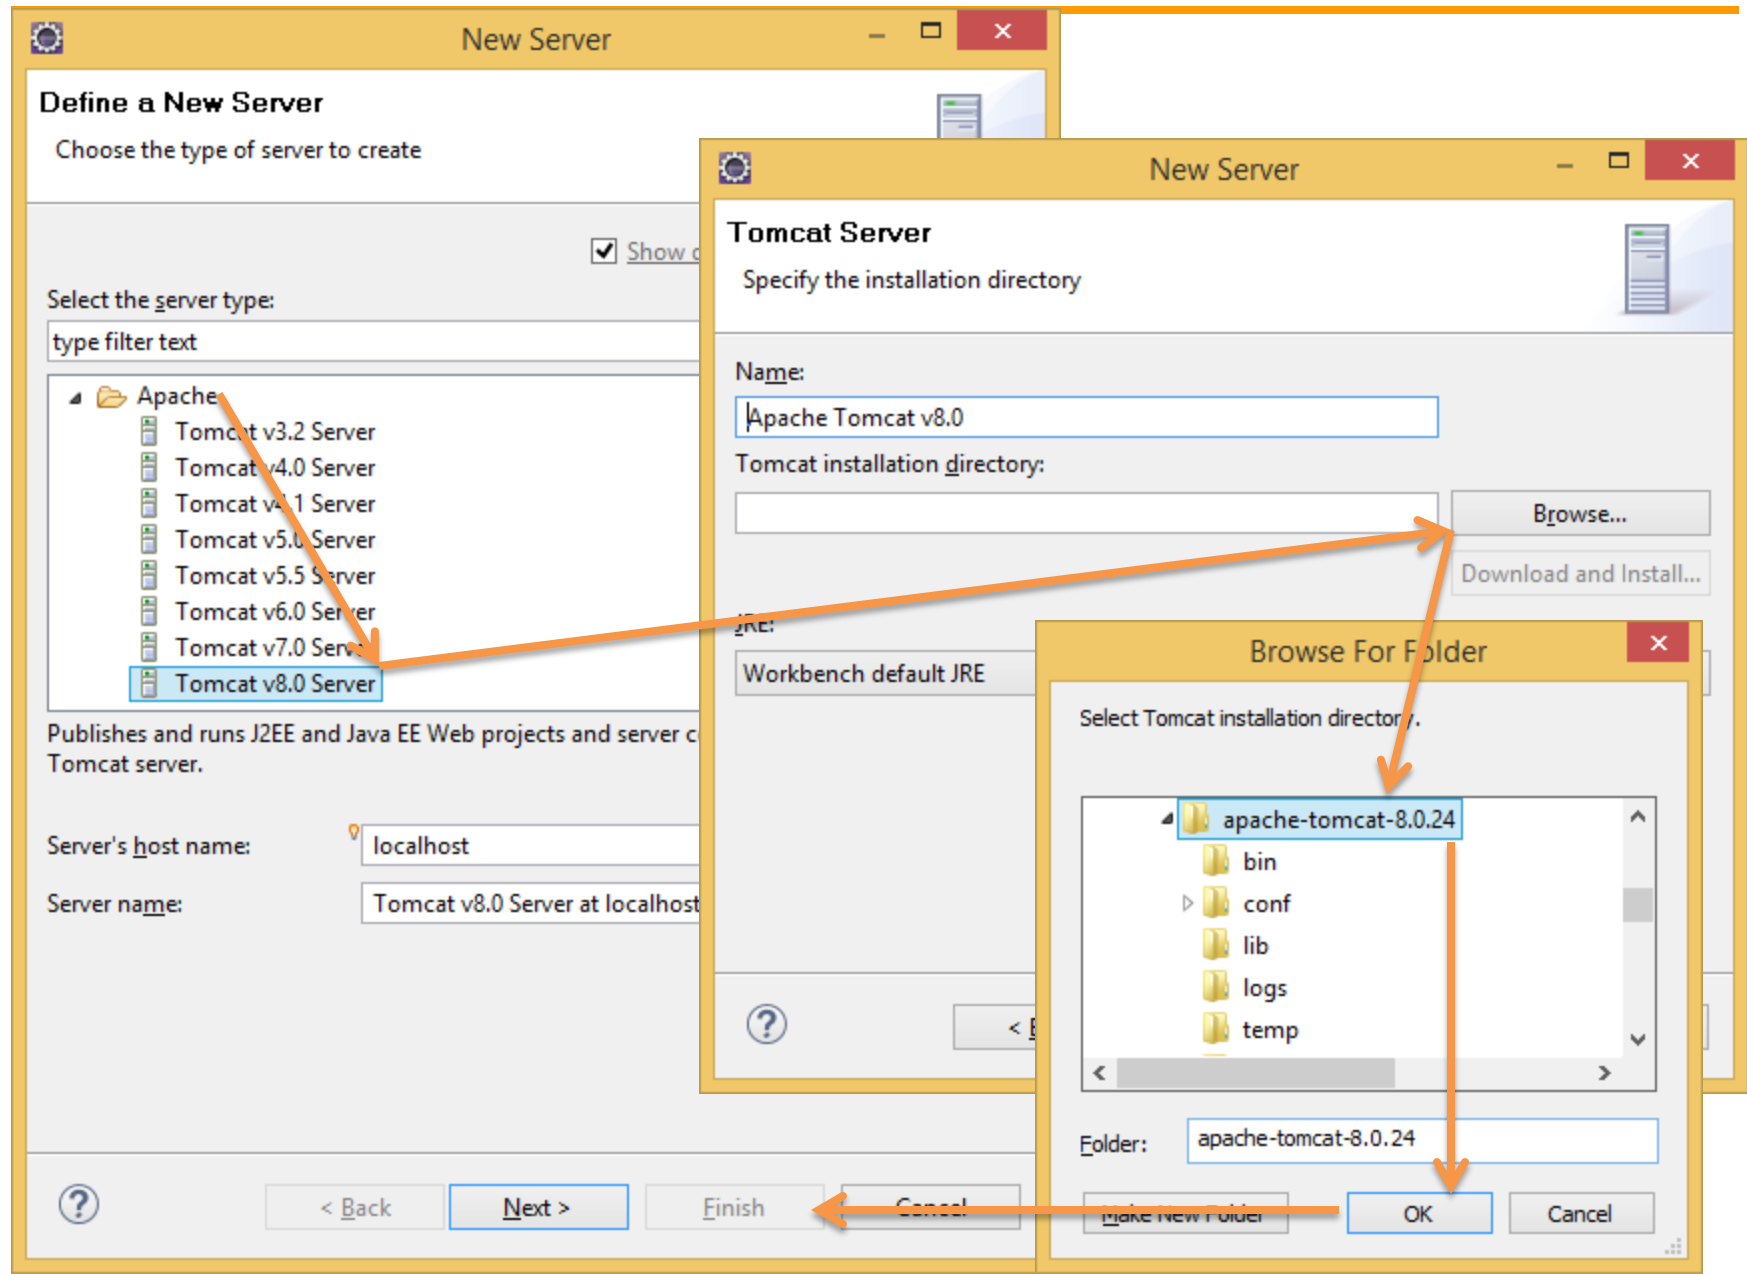 New Server
Define a New Server
Choose the type of server to create
Show
Select the server type:
type filter text
Apache
Tomcat v3.2 Server
Tomcat v4.0 Server
Tomcat v4.1 Server
Tomcat v5.0 Server
Tomcat v5.5 Server
Tomcat v6.0 Server
Tomcat v7.0 Server
Tomcat v8.0 Server
Publishes and runs J2EE and Java EE Web projects and server
Tomcat server.
Server's host name:
localhost
Server name:
Tomcat v8.0 Server at localhost
< Back
Next >
Finish
Cancel
New Server
Tomcat Server
Specify the installation directory
Name:
Apache Tomcat v8.0
Tomcat installation directory:
Browse...
Download and Install...
JRE:
Workbench default JRE
<
Browse For Folder
Select Tomcat installation directory.
apache-tomcat-8.0.24
bin
conf
lib
logs
temp
Folder:
apache-tomcat-8.0.24
Make New Folder
OK
Cancel